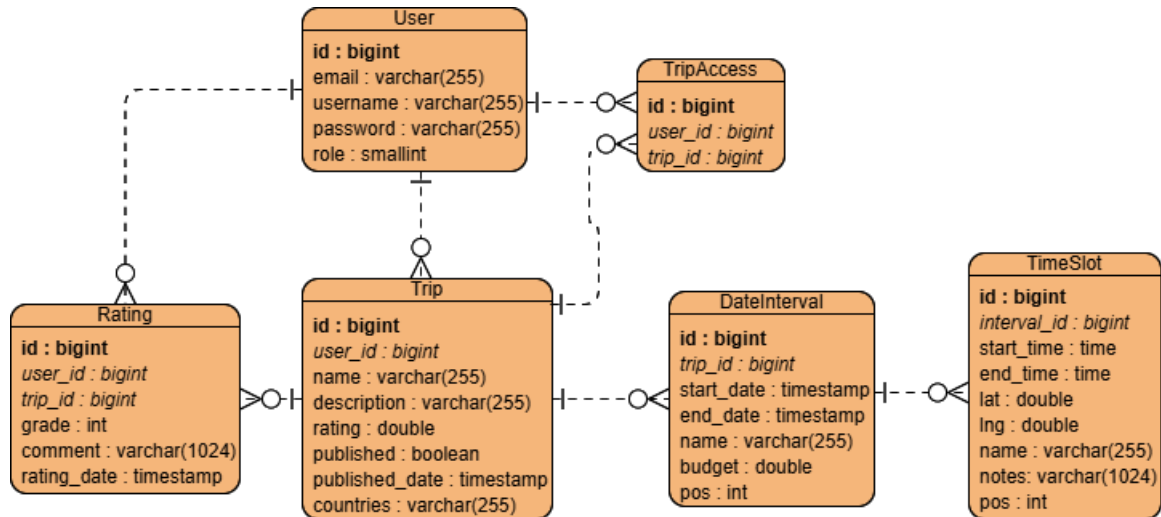 User
id : bigint
email : varchar(255)
username : varchar(255)
password : varchar(255)
role : smallint
TripAccess
id : bigint
user_id : bigint
trip_id : bigint
Rating
id : bigint
user_id : bigint
trip_id : bigint
grade : int
comment : varchar(1024)
rating_date : timestamp
Trip
id : bigint
user_id : bigint
name : varchar(255)
description : varchar(255)
rating : double
published : boolean
published_date : timestamp
countries : varchar(255)
DateInterval
id : bigint
trip_id : bigint
start_date : timestamp
end_date : timestamp
name : varchar(255)
budget : double
pos : int
TimeSlot
id : bigint
interval_id : bigint
start_time : time
end_time : time
lat : double
lng : double
name : varchar(255)
notes: varchar(1024)
pos : int